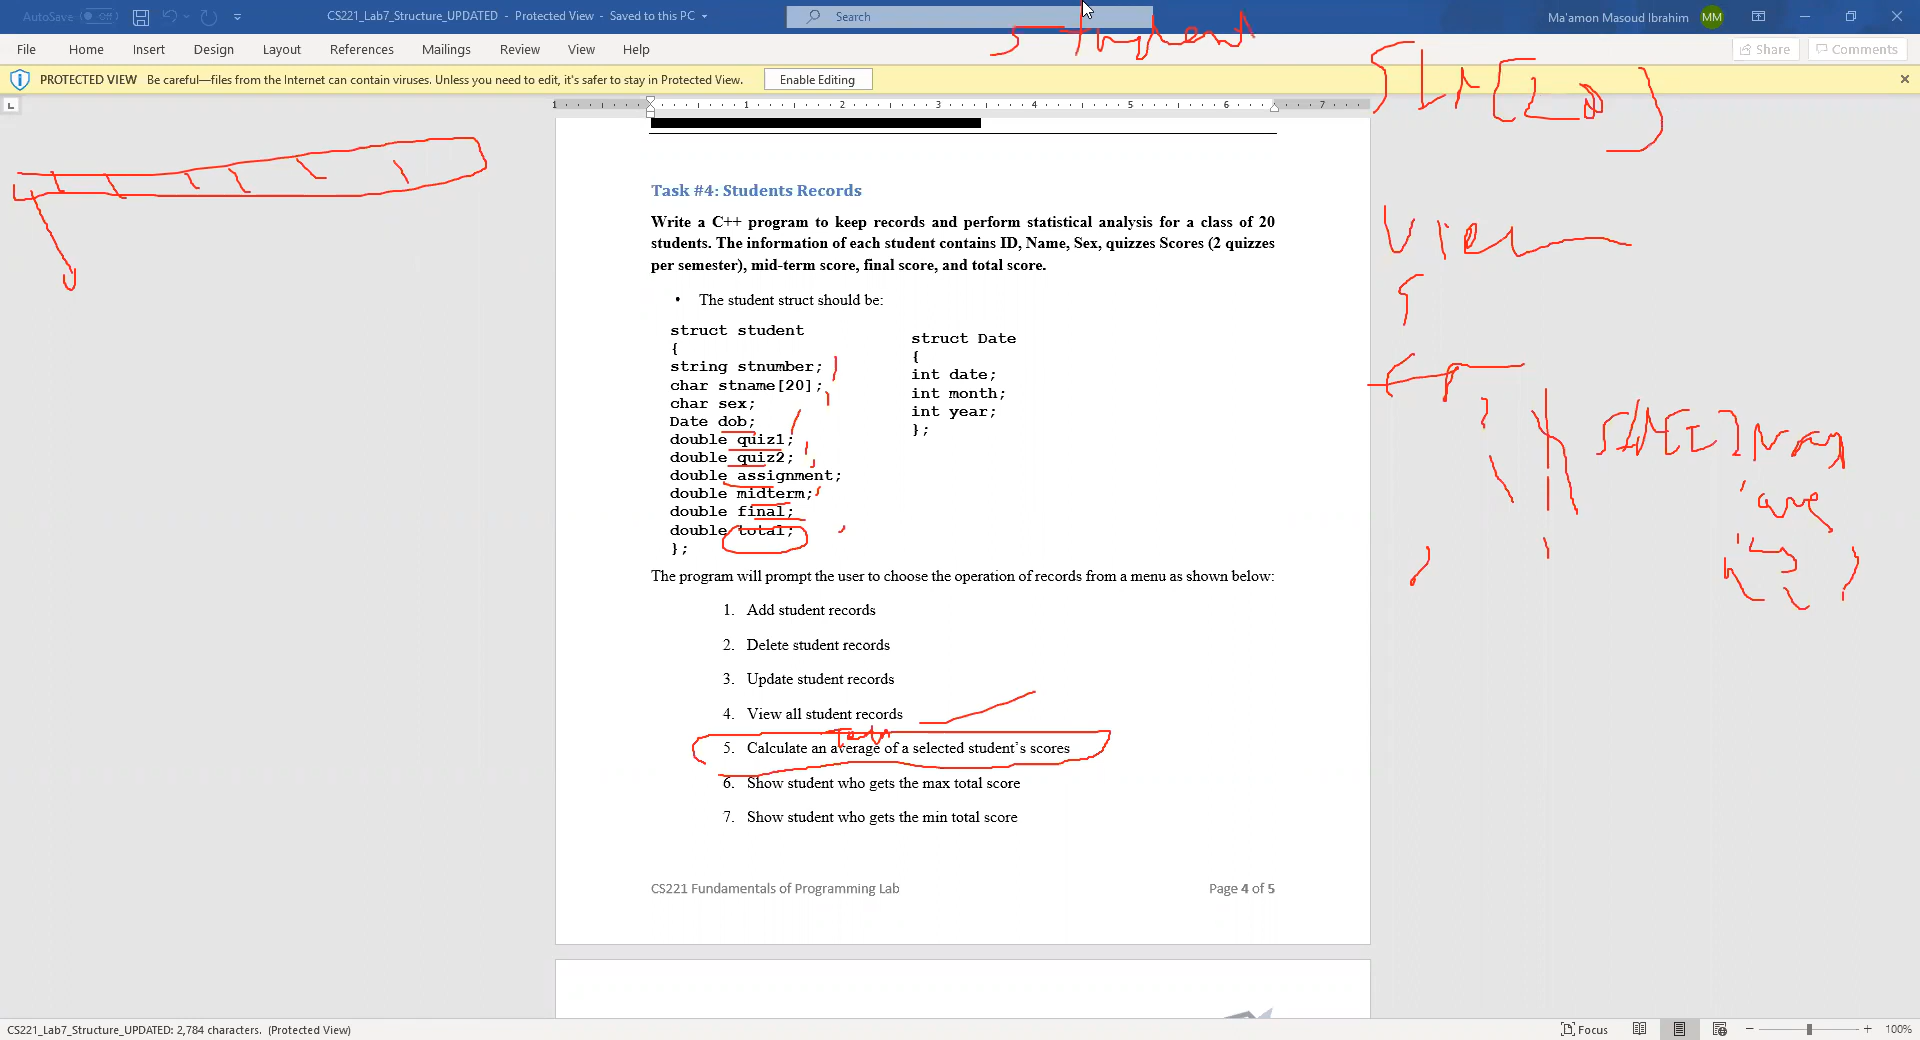 AutoSave Off CS221_Lab7_Structure_UPDATED - Protected View - Saved to this PC Search Ma'amon Masoud Ibrahim MM
File Home Insert Design Layout References Mailings Review View Help Share Comments
PROTECTED VIEW Be careful—files from the Internet can contain viruses. Unless you need to edit, it's safer to stay in Protected View. Enable Editing
1 1 2 3 4 5 6 7
Task #4: Students Records
Write a C++ program to keep records and perform statistical analysis for a class of 20
students. The information of each student contains ID, Name, Sex, quizzes Scores (2 quizzes
per semester), mid-term score, final score, and total score.
• The student struct should be:
struct student
{
string stnumber;
char stname[20];
char sex;
Date dob;
double quiz1;
double quiz2;
double assignment;
double midterm;
double final;
double total;
};
struct Date
{
int date;
int month;
int year;
};
View
The program will prompt the user to choose the operation of records from a menu as shown below:
1. Add student records
2. Delete student records
3. Update student records
4. View all student records
5. Calculate an average of a selected student's scores
6. Show student who gets the max total score
7. Show student who gets the min total score
CS221 Fundamentals of Programming Lab Page 4 of 5
CS221_Lab7_Structure_UPDATED: 2,784 characters. (Protected View) Focus 100%